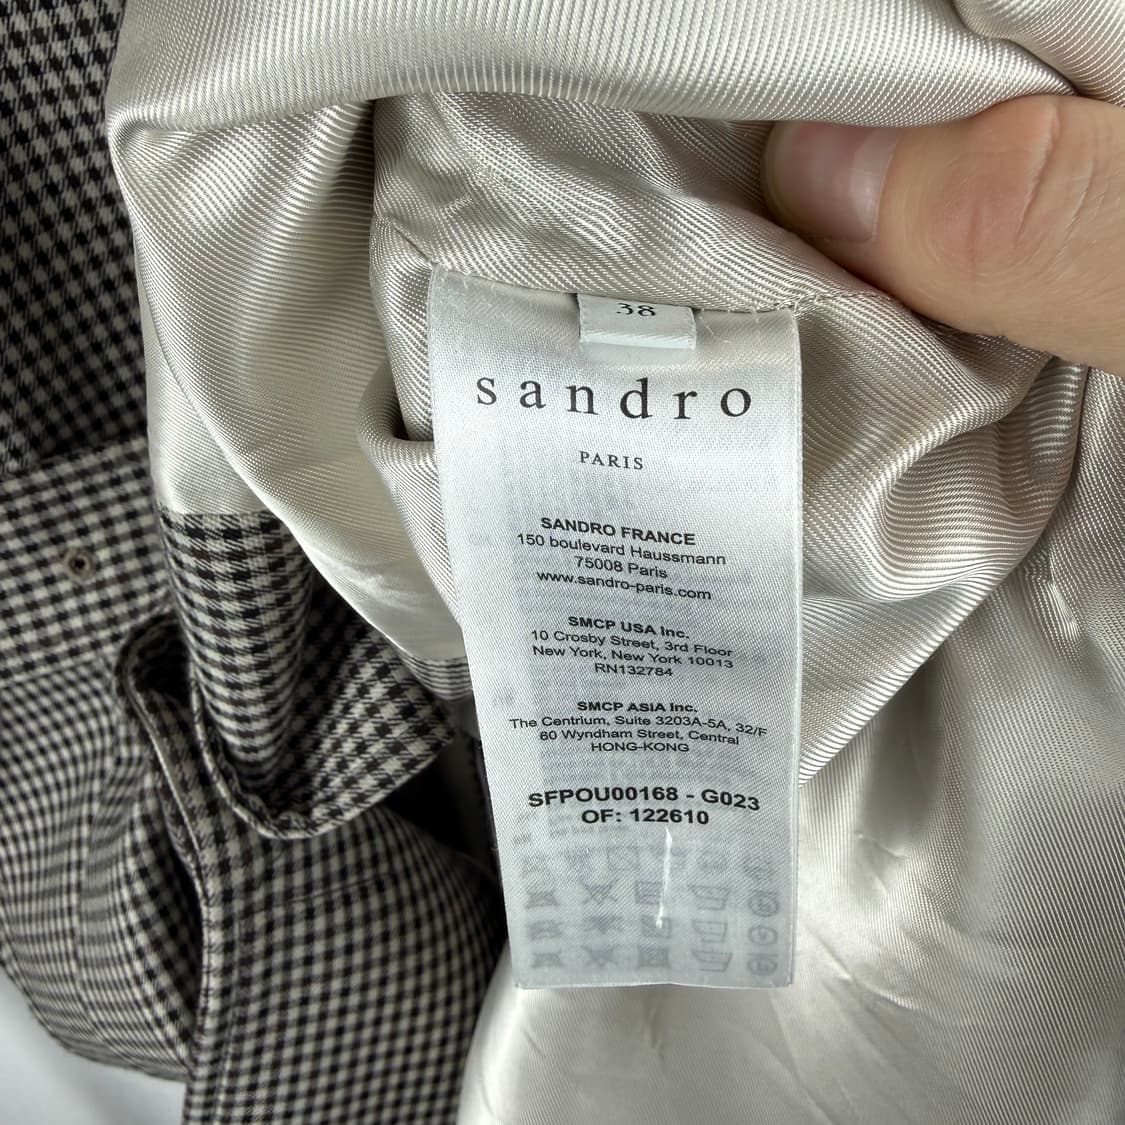 38
sandro
PARIS
SANDRO FRANCE
150 boulevard Haussmann
75008 Paris
www.sandro-paris.com
SMCP USA Inc.
10 Crosby Street, 3rd Floor
New York, New York 10013
RN132784
SMCP ASIA Inc.
The Centrium, Suite 3203A-5A, 32/F
60 Wyndham Street, Central
HONG-KONG
SFPOU00168 - G023
OF: 122610